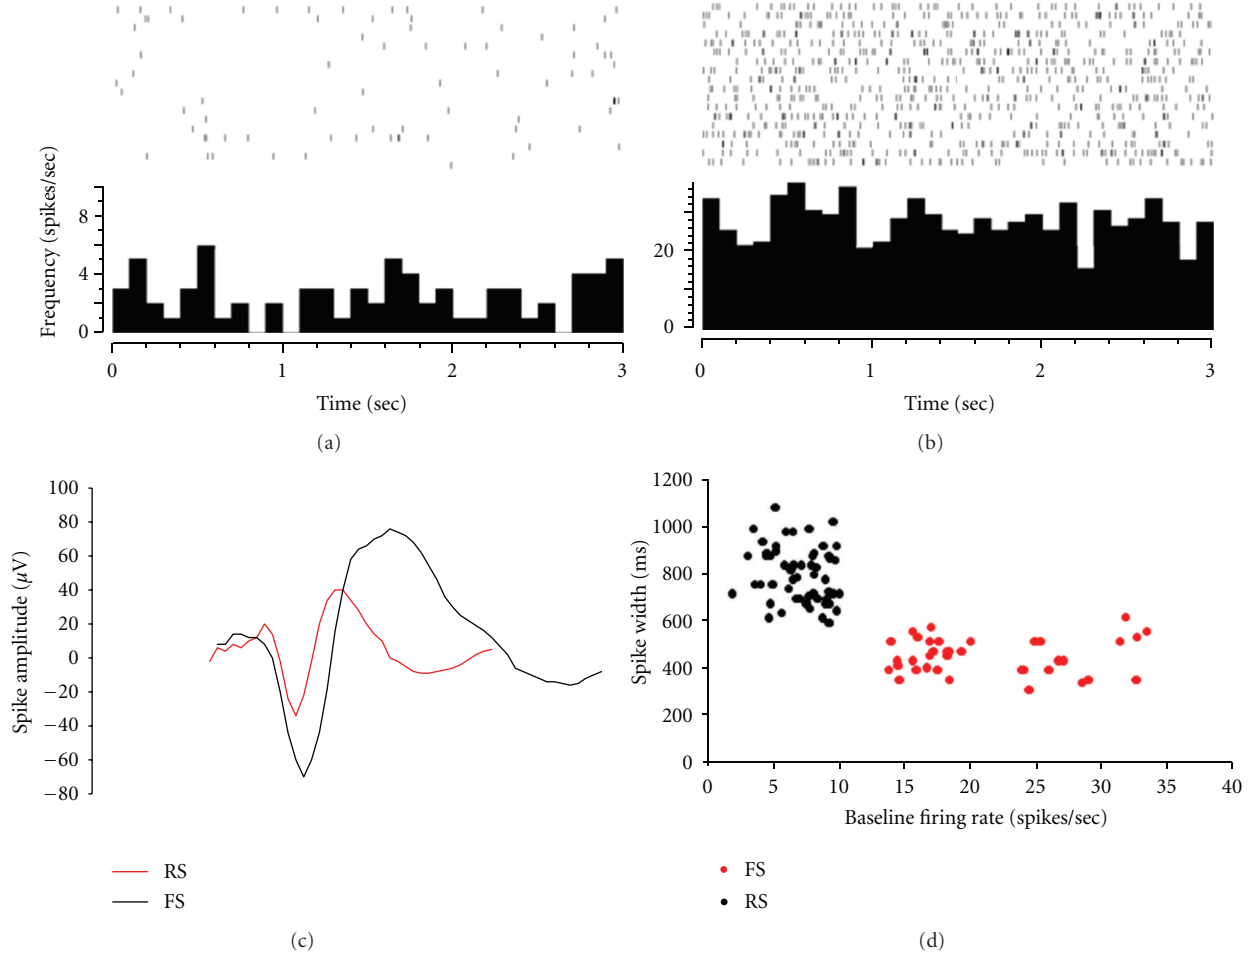 Frequency (spikes/sec)
8
4
0
0 1 2 3
Time (sec)
(a)
20
0
0 1 2 3
Time (sec)
(b)
Spike amplitude (μV)
100
80
60
40
20
0
−20
−40
−60
−80
RS
FS
(c)
Spike width (ms)
1200
1000
800
600
400
200
0
0 5 10 15 20 25 30 35 40
Baseline firing rate (spikes/sec)
FS
RS
(d)